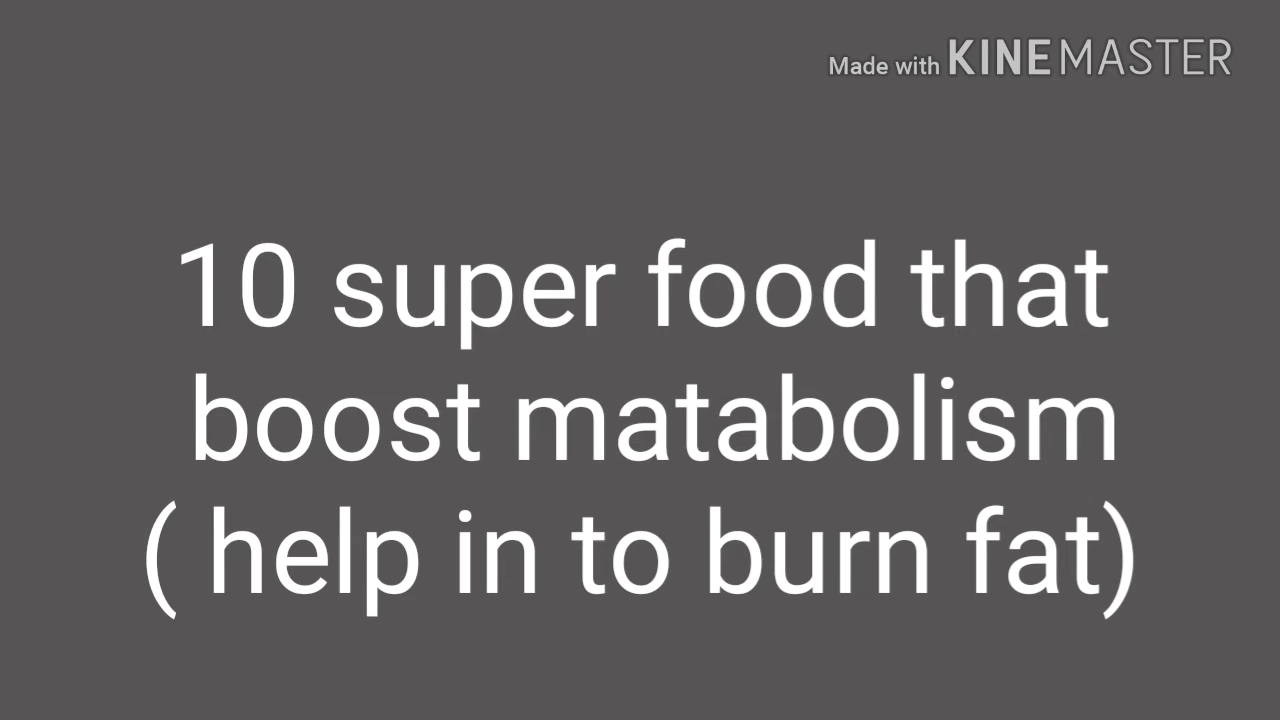 Made with KINEMASTER
10 super food that
boost matabolism
( help in to burn fat)